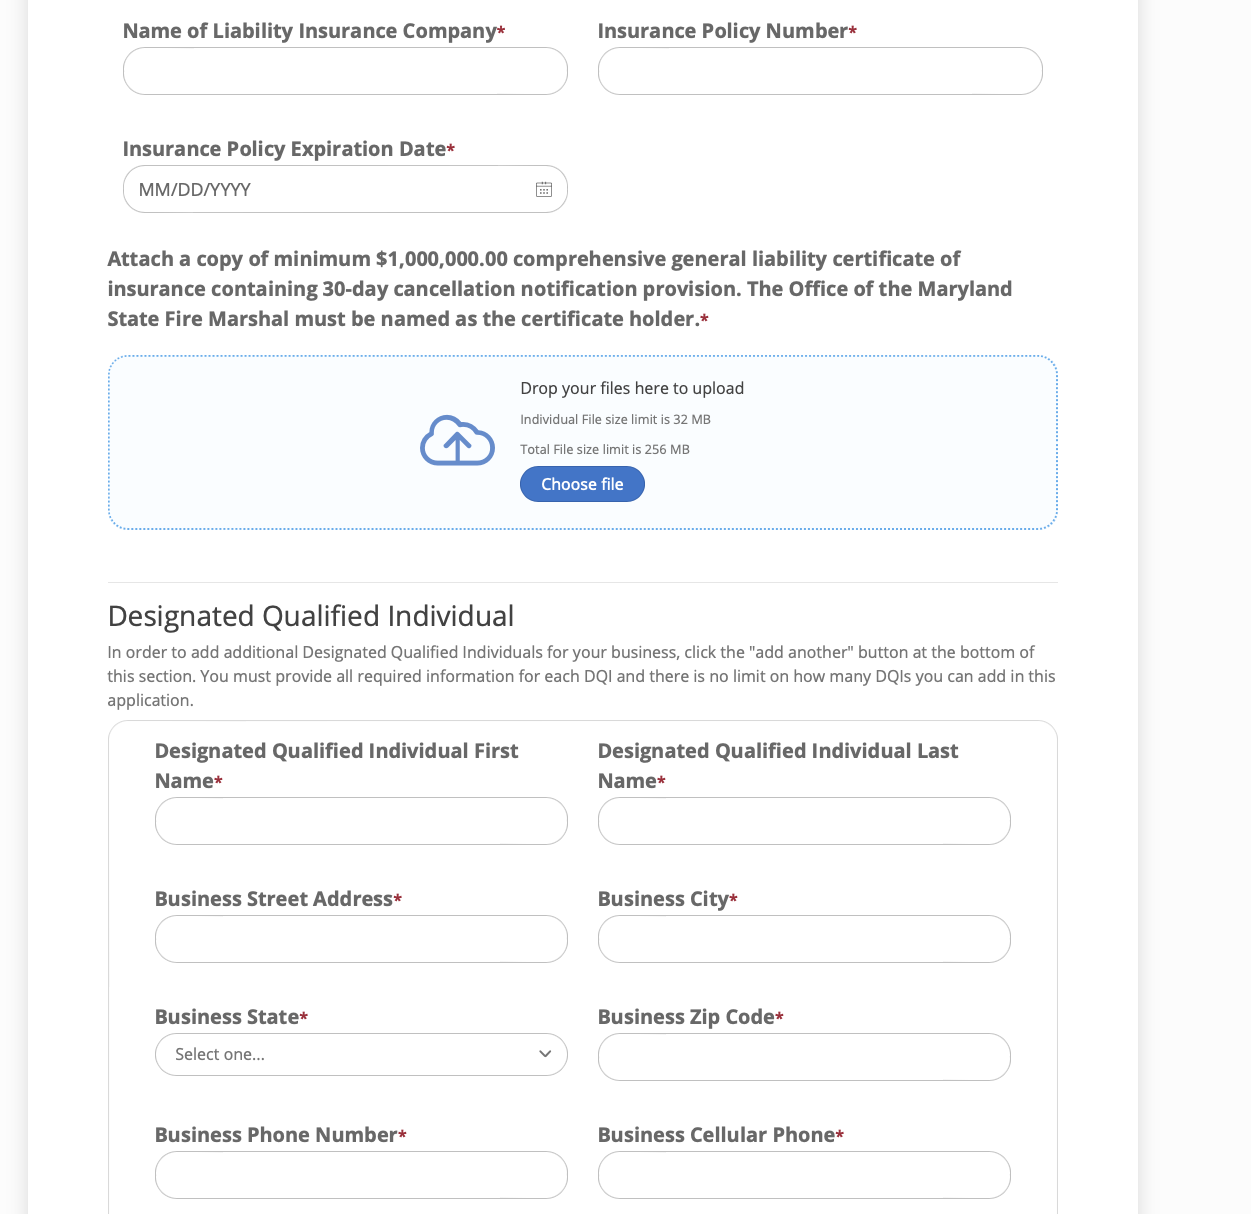 Name of Liability Insurance Company*
Insurance Policy Number*
Insurance Policy Expiration Date*
MM/DD/YYYY
Attach a copy of minimum $1,000,000.00 comprehensive general liability certificate of
insurance containing 30-day cancellation notification provision. The Office of the Maryland
State Fire Marshal must be named as the certificate holder.*
Drop your files here to upload
Individual File size limit is 32 MB
Total File size limit is 256 MB
Choose file
Designated Qualified Individual
In order to add additional Designated Qualified Individuals for your business, click the "add another" button at the bottom of
this section. You must provide all required information for each DQI and there is no limit on how many DQIs you can add in this
application.
Designated Qualified Individual First
Name*
Designated Qualified Individual Last
Name*
Business Street Address*
Business City*
Business State*
Select one...
Business Zip Code*
Business Phone Number*
Business Cellular Phone*